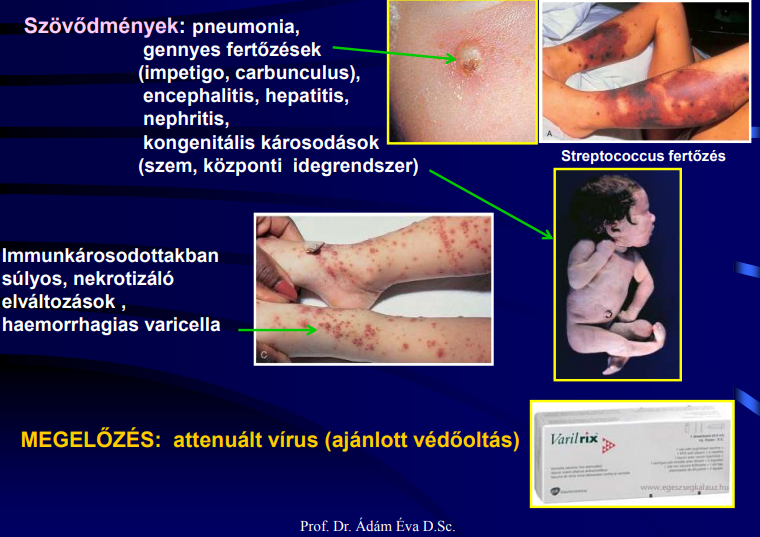 Szövődmények: pneumonia,
gennyes fertőzések
(impetigo, carbunculus),
encephalitis, hepatitis,
nephritis,
kongenitális károsodások
(szem, központi idegrendszer)
A
Streptococcus fertőzés
Immunkárosodottakban
súlyos, nekrotizáló
elváltozások ,
haemorrhagias varicella
C
MEGELŐZÉS: attenuált vírus (ajánlott védőoltás)
Varilrix
www.egeszsegkalauz.hu
Prof. Dr. Ádám Éva D.Sc.